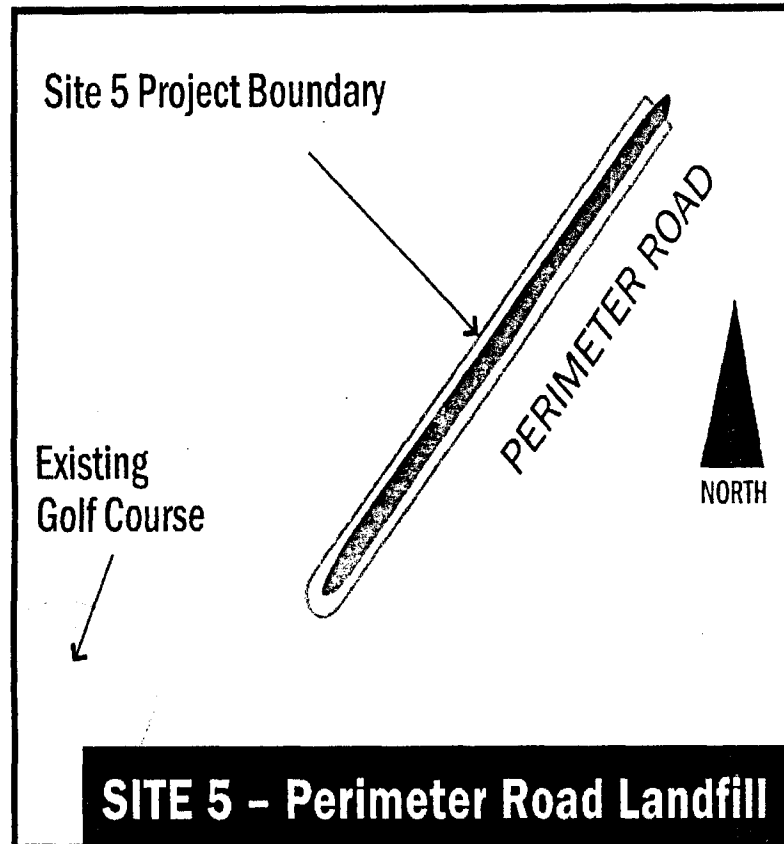 Site 5 Project Boundary
PERIMETER ROAD
Existing
Golf Course
NORTH
SITE 5 – Perimeter Road Landfill